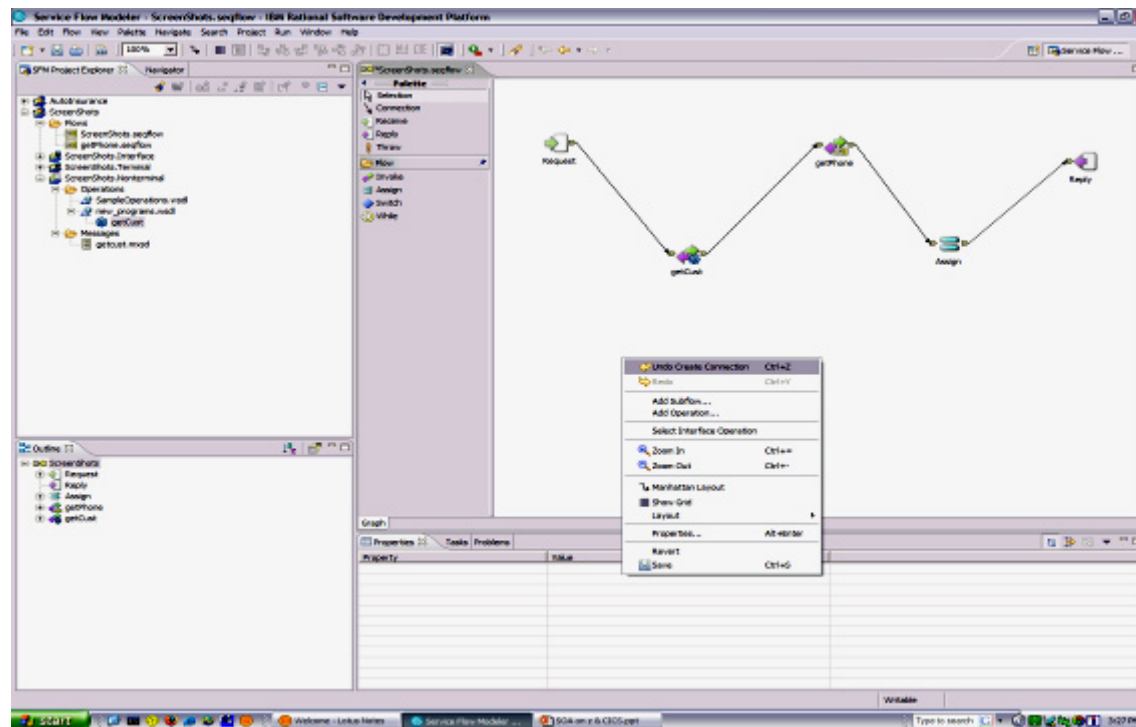 Service Flow Modeler - ScreenShots.seqflow - IBM Rational Software Development Platform
File Edit Flow View Palette Navigate Search Project Run Window Help
100%
Service Flow ...
SFM Project Explorer Navigator
AutoInsurance
ScreenShots
Flows
ScreenShots.seqflow
getPhone.seqflow
ScreenShots.Interface
ScreenShots.Terminal
ScreenShots.Nonterminal
Operations
SampleOperations.wsdl
new_programs.wsdl
getCust
Messages
getcust.mxsd
*ScreenShots.seqflow
Palette
Selection
Connection
Receive
Reply
Throw
Flow
Invoke
Assign
Switch
While
Request
getCust
getPhone
Assign
Reply
Undo Create Connection Ctrl+Z
Redo Ctrl+Y
Add Subflow...
Add Operation...
Select Interface Operation
Zoom In Ctrl+=
Zoom Out Ctrl+-
Manhattan Layout
Show Grid
Layout
Properties... Alt+Enter
Revert
Save Ctrl+S
Outline
ScreenShots
Request
Reply
Assign
getPhone
getCust
Graph
Properties Tasks Problems
Property Value
Writable
start
Welcome - Lotus Notes
Service Flow Modeler ...
SOA on z & CICS.ppt
Type to search
3:27 AM